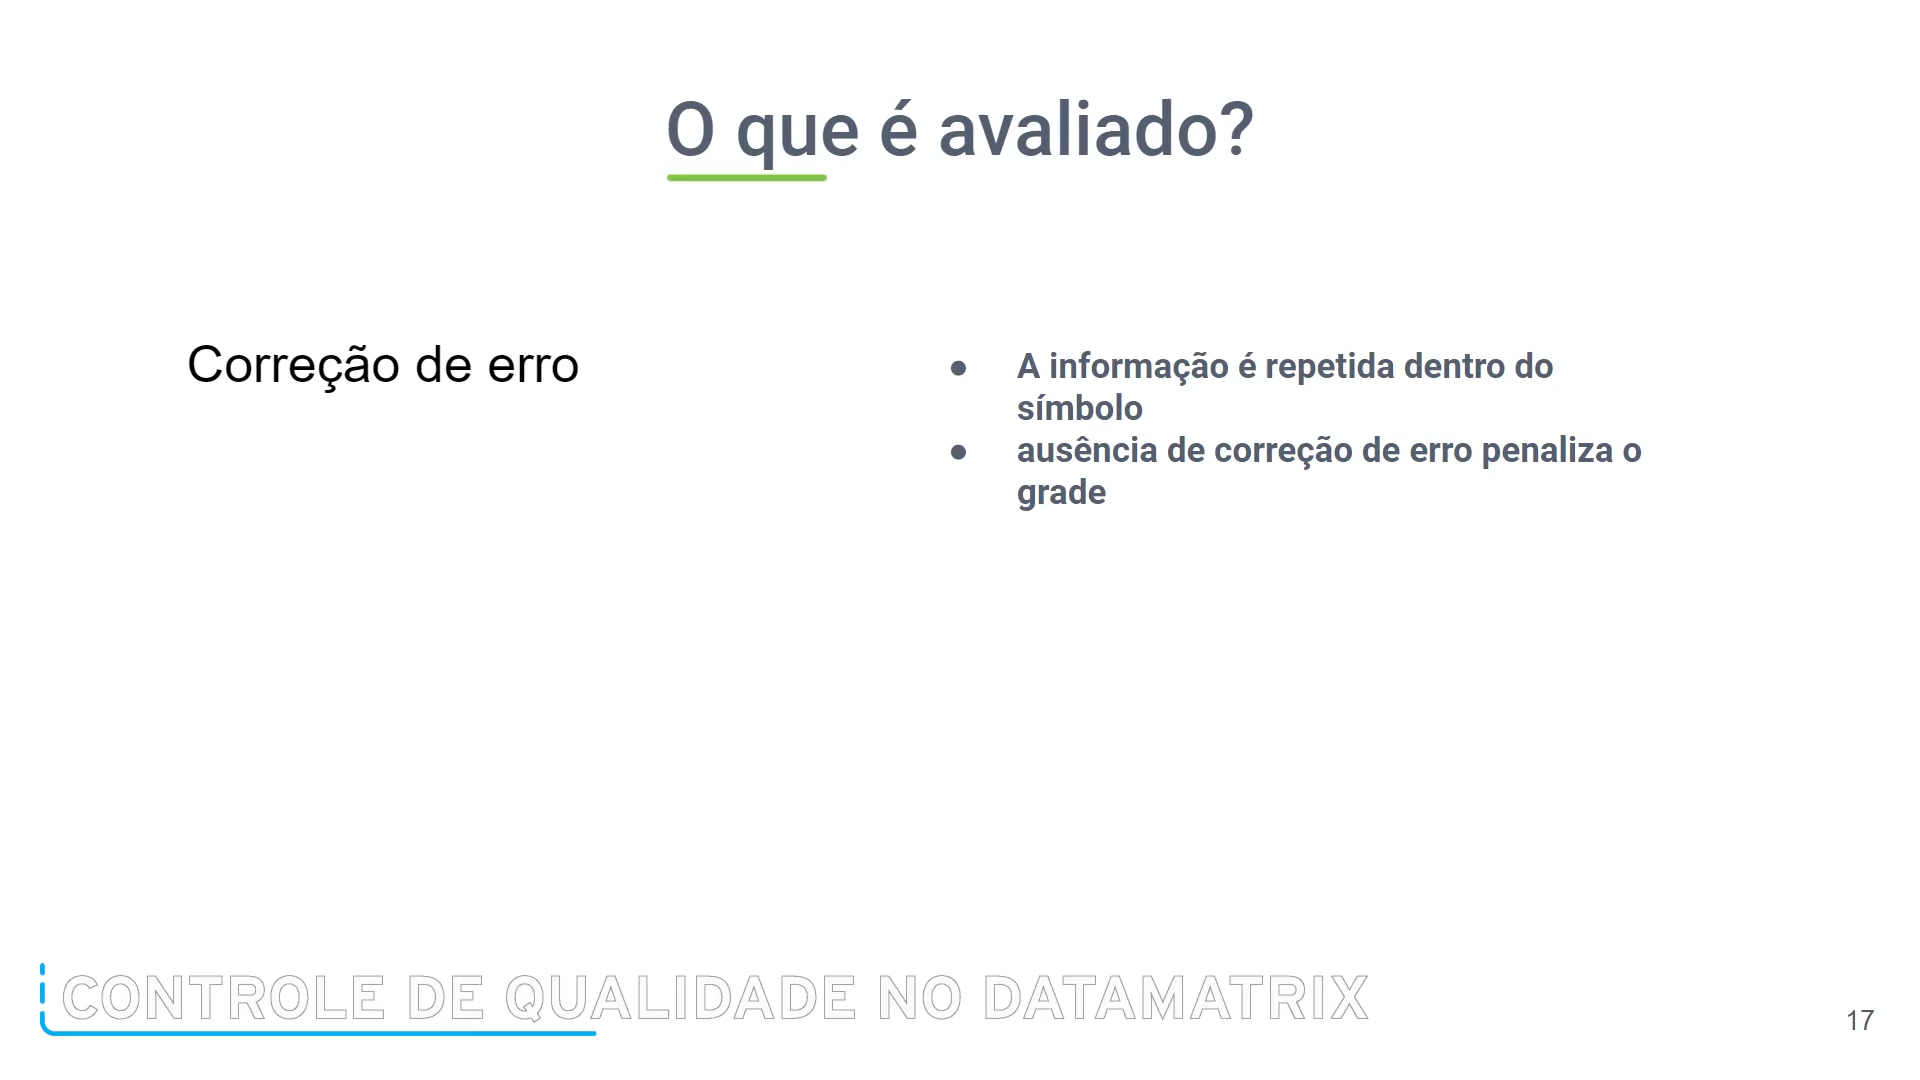 O que é avaliado?
Correção de erro
● A informação é repetida dentro do
símbolo
● ausência de correção de erro penaliza o
grade
CONTROLE DE QUALIDADE NO DATAMATRIX
17